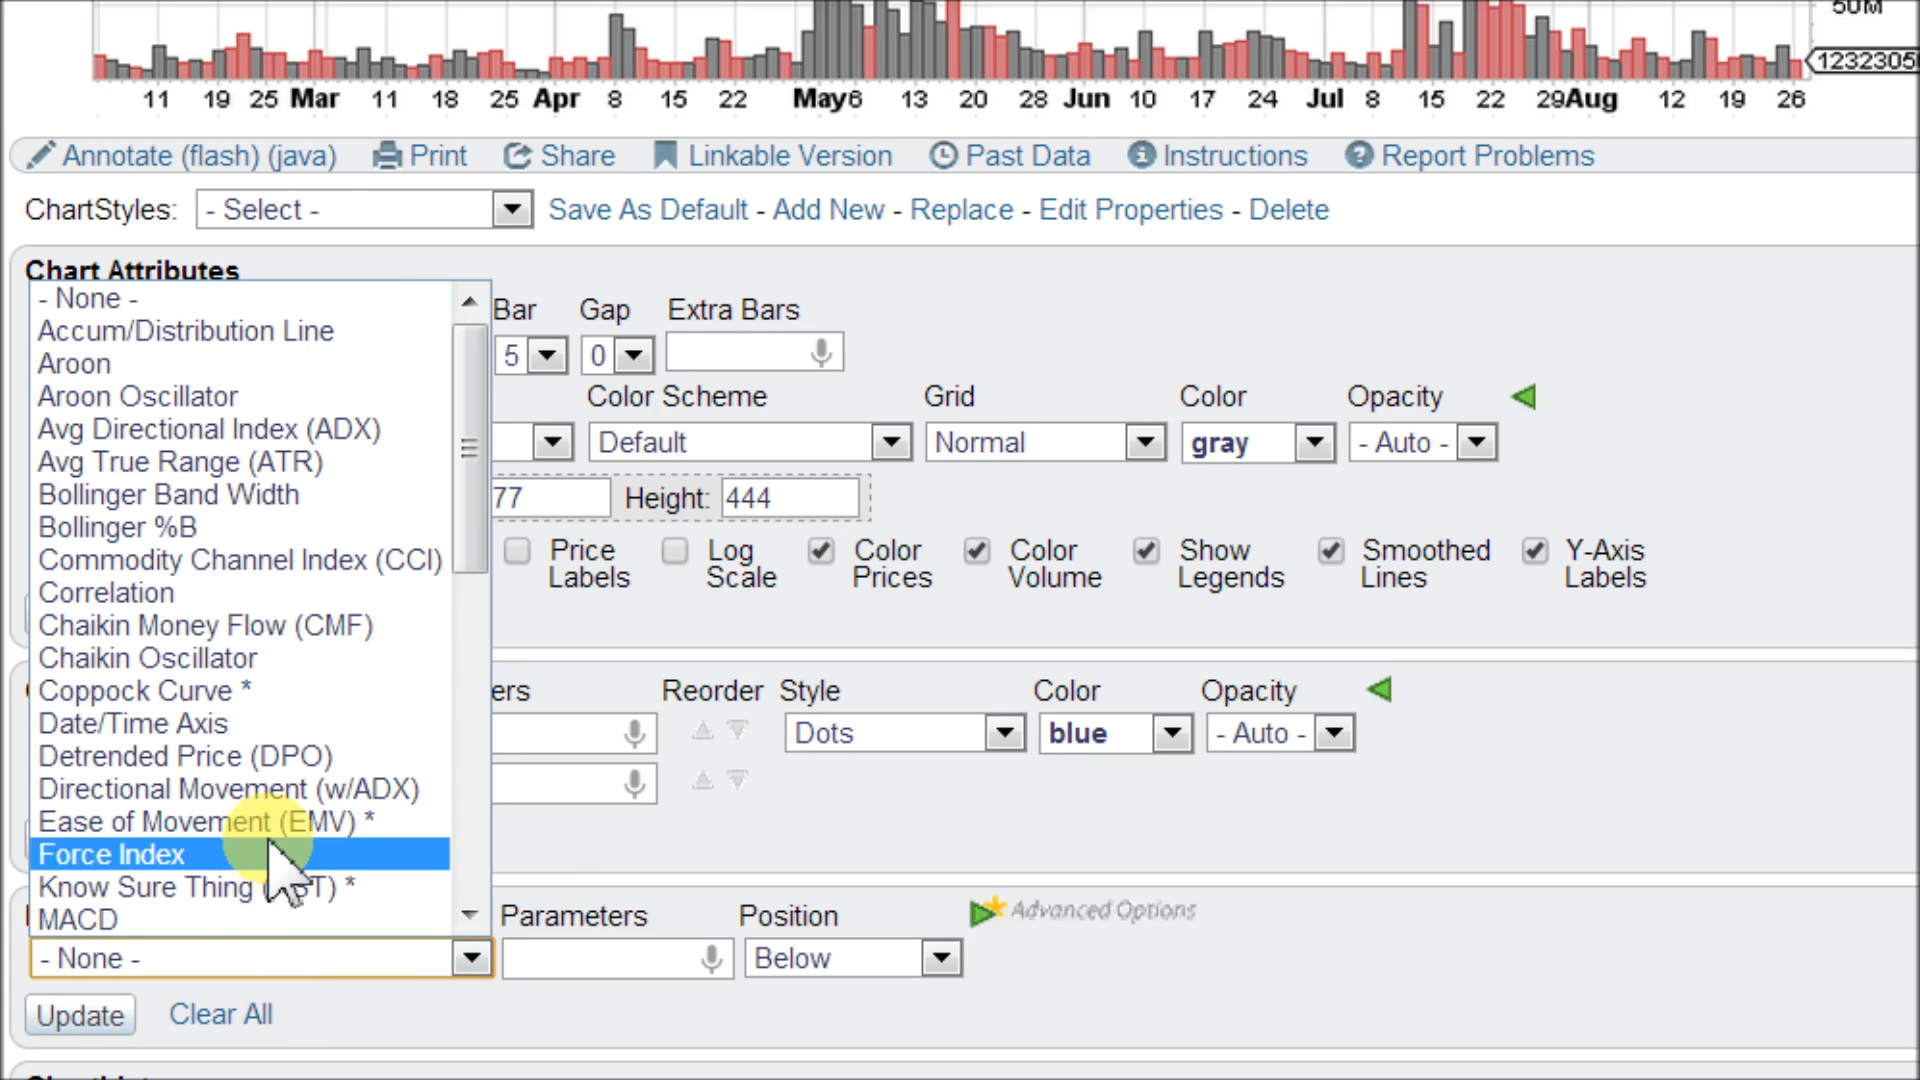 50M
1232305
11 19 25 Mar 11 18 25 Apr 8 15 22 May6 13 20 28 Jun 10 17 24 Jul 8 15 22 29Aug 12 19 26
Annotate (flash) (java) Print Share Linkable Version Past Data Instructions Report Problems
ChartStyles: - Select - Save As Default - Add New - Replace - Edit Properties - Delete
Chart Attributes
- None -
Accum/Distribution Line
Aroon
Aroon Oscillator
Avg Directional Index (ADX)
Avg True Range (ATR)
Bollinger Band Width
Bollinger %B
Commodity Channel Index (CCI)
Correlation
Chaikin Money Flow (CMF)
Chaikin Oscillator
Coppock Curve *
Date/Time Axis
Detrended Price (DPO)
Directional Movement (w/ADX)
Ease of Movement (EMV) *
Force Index
Know Sure Thing ( T) *
MACD
Bar Gap Extra Bars
5 0
Color Scheme Grid Color Opacity
Default Normal gray - Auto -
77 Height: 444
Price Labels
Log Scale
Color Prices
Color Volume
Show Legends
Smoothed Lines
Y-Axis Labels
ers Reorder Style Color Opacity
Dots blue - Auto -
Parameters Position Advanced Options
- None - Below
Update Clear All